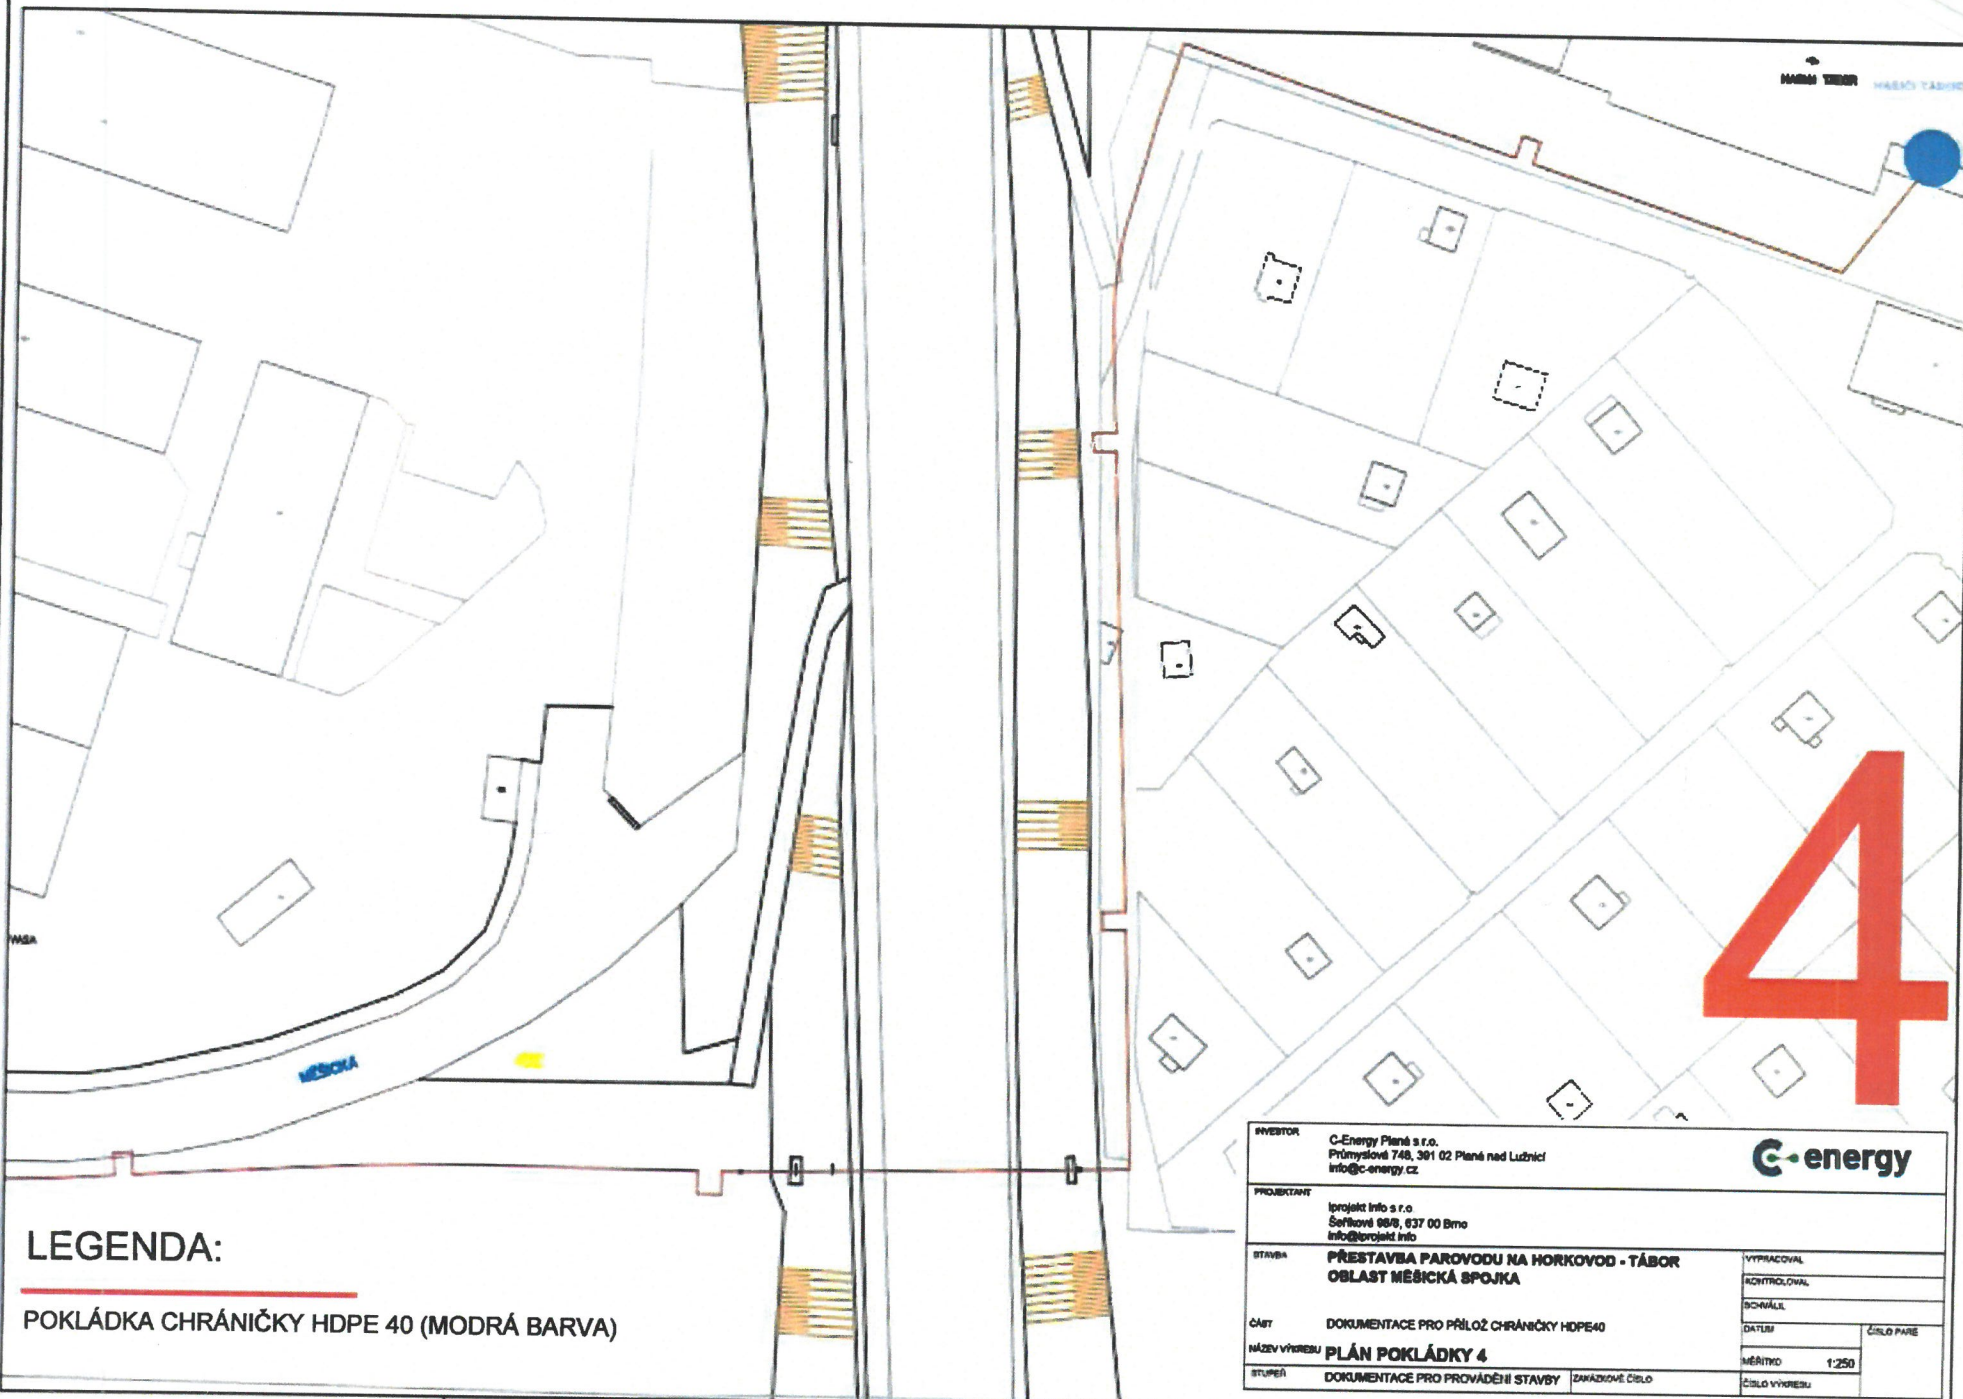 HASIČI TÁBOR
MĚŠICKÁ
4
LEGENDA:
POKLÁDKA CHRÁNIČKY HDPE 40 (MODRÁ BARVA)
INVESTOR
C-Energy Planá s r.o.
Průmyslová 748, 391 02 Planá nad Lužnicí
info@c-energy.cz
C-energy
PROJEKTANT
Iprojekt info s r.o.
Šeříková 98/8, 637 00 Brno
info@iprojekt.info
STAVBA
PŘESTAVBA PAROVODU NA HORKOVOD - TÁBOR
OBLAST MĚŠICKÁ SPOJKA
VYPRACOVAL
KONTROLOVAL
SCHVÁLIL
ČÁST DOKUMENTACE PRO PŘÍLOŽ CHRÁNIČKY HDPE40
DATUM
ČÍSLO PARÉ
NÁZEV VÝKRESU PLÁN POKLÁDKY 4
MĚŘÍTKO 1:250
STUPEŇ DOKUMENTACE PRO PROVÁDĚNÍ STAVBY ZAKÁZKOVÉ ČÍSLO
ČÍSLO VÝKRESU